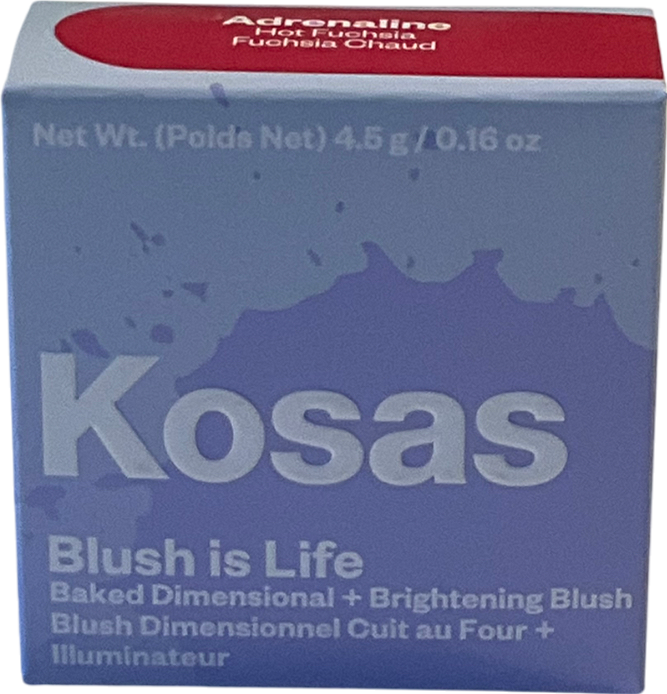 Adrenaline
Hot Fuchsia
Fuchsia Chaud
Net Wt. (Poids Net) 4.5 g / 0.16 oz
Kosas
Blush is Life
Baked Dimensional + Brightening Blush
Blush Dimensionnel Cuit au Four +
Illuminateur